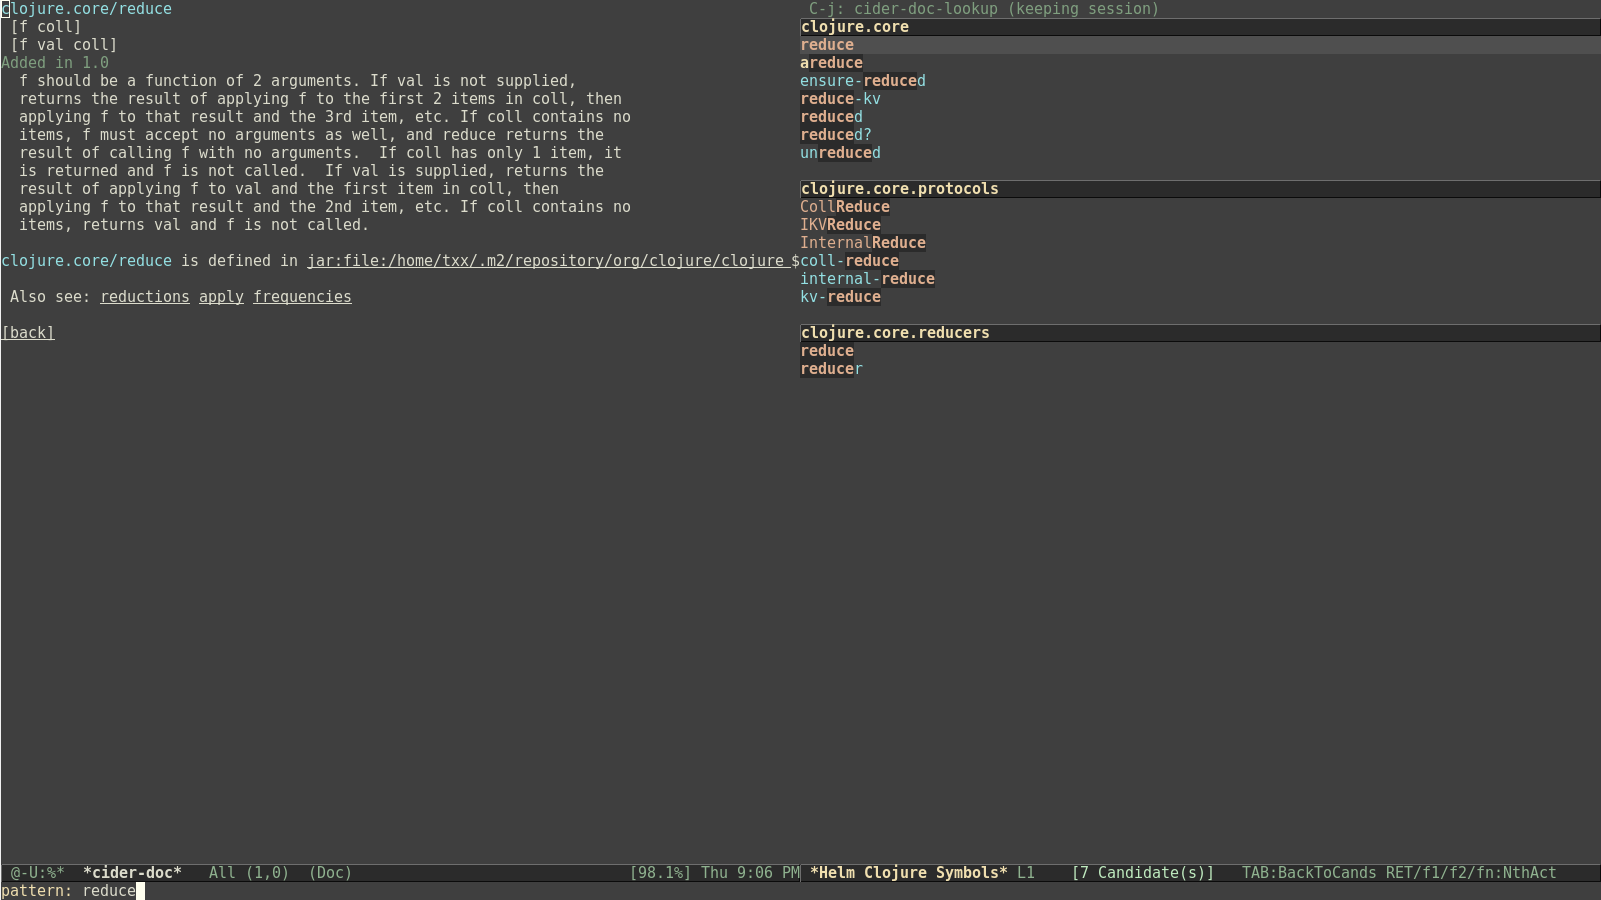 clojure.core/reduce
[f coll]
[f val coll]
Added in 1.0
f should be a function of 2 arguments. If val is not supplied,
returns the result of applying f to the first 2 items in coll, then
applying f to that result and the 3rd item, etc. If coll contains no
items, f must accept no arguments as well, and reduce returns the
result of calling f with no arguments.  If coll has only 1 item, it
is returned and f is not called.  If val is supplied, returns the
result of applying f to val and the first item in coll, then
applying f to that result and the 2nd item, etc. If coll contains no
items, returns val and f is not called.
clojure.core/reduce is defined in jar:file:/home/txx/.m2/repository/org/clojure/clojure $
Also see: reductions apply frequencies
[back]
C-j: cider-doc-lookup (keeping session)
clojure.core
reduce
areduce
ensure-reduced
reduce-kv
reduced
reduced?
unreduced
clojure.core.protocols
CollReduce
IKVReduce
InternalReduce
coll-reduce
internal-reduce
kv-reduce
clojure.core.reducers
reduce
reducer
@-U:%*  *cider-doc*   All (1,0)  (Doc)   [98.1%] Thu 9:06 PM
*Helm Clojure Symbols* L1    [7 Candidate(s)]   TAB:BackToCands RET/f1/f2/fn:NthAct
pattern: reduce